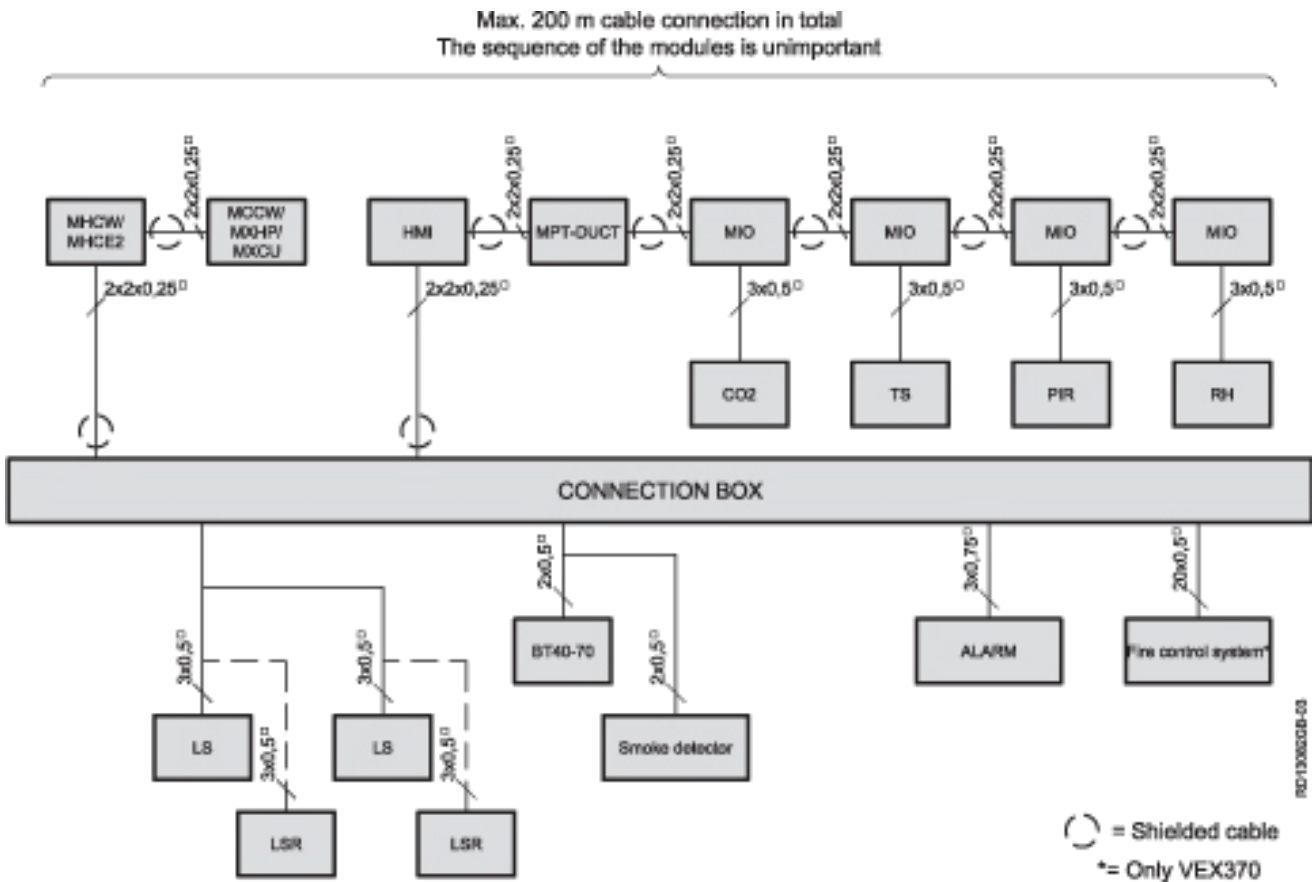 Max. 200 m cable connection in total
The sequence of the modules is unimportant
2x2x0,25□
2x2x0,25□
2x2x0,25□
2x2x0,25□
2x2x0,25□
2x2x0,25□
MHCW/
MHCE2
MCCW/
MXHP/
MXCU
HMI
MPT-DUCT
MIO
MIO
MIO
MIO
2x2x0,25□
2x2x0,25□
3x0,5□
3x0,5□
3x0,5□
3x0,5□
CO2
TS
PIR
RH
CONNECTION BOX
2x0,5□
3x0,75□
20x0,5□
3x0,5□
3x0,5□
BT40-70
2x0,5□
ALARM
Fire control system*
LS
LS
Smoke detector
3x0,5□
3x0,5□
LSR
LSR
= Shielded cable
*= Only VEX370